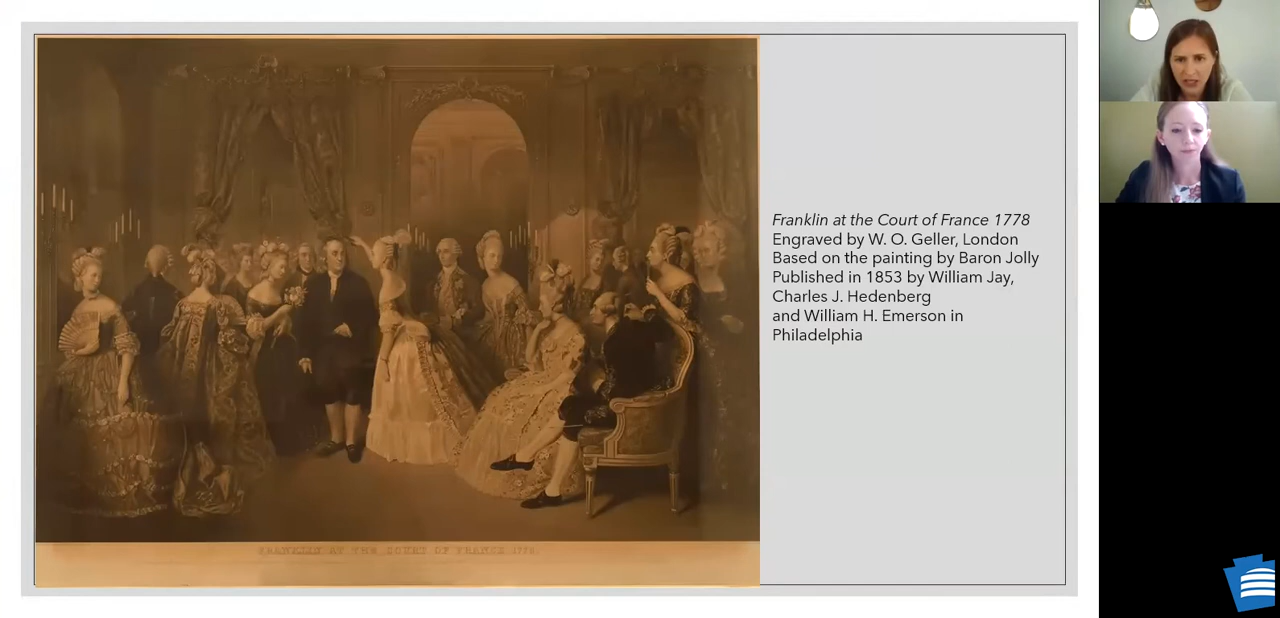 Franklin at the Court of France 1778
Engraved by W. O. Geller, London
Based on the painting by Baron Jolly
Published in 1853 by William Jay,
Charles J. Hedenberg
and William H. Emerson in
Philadelphia
FRANKLIN AT THE COURT OF FRANCE 1778.